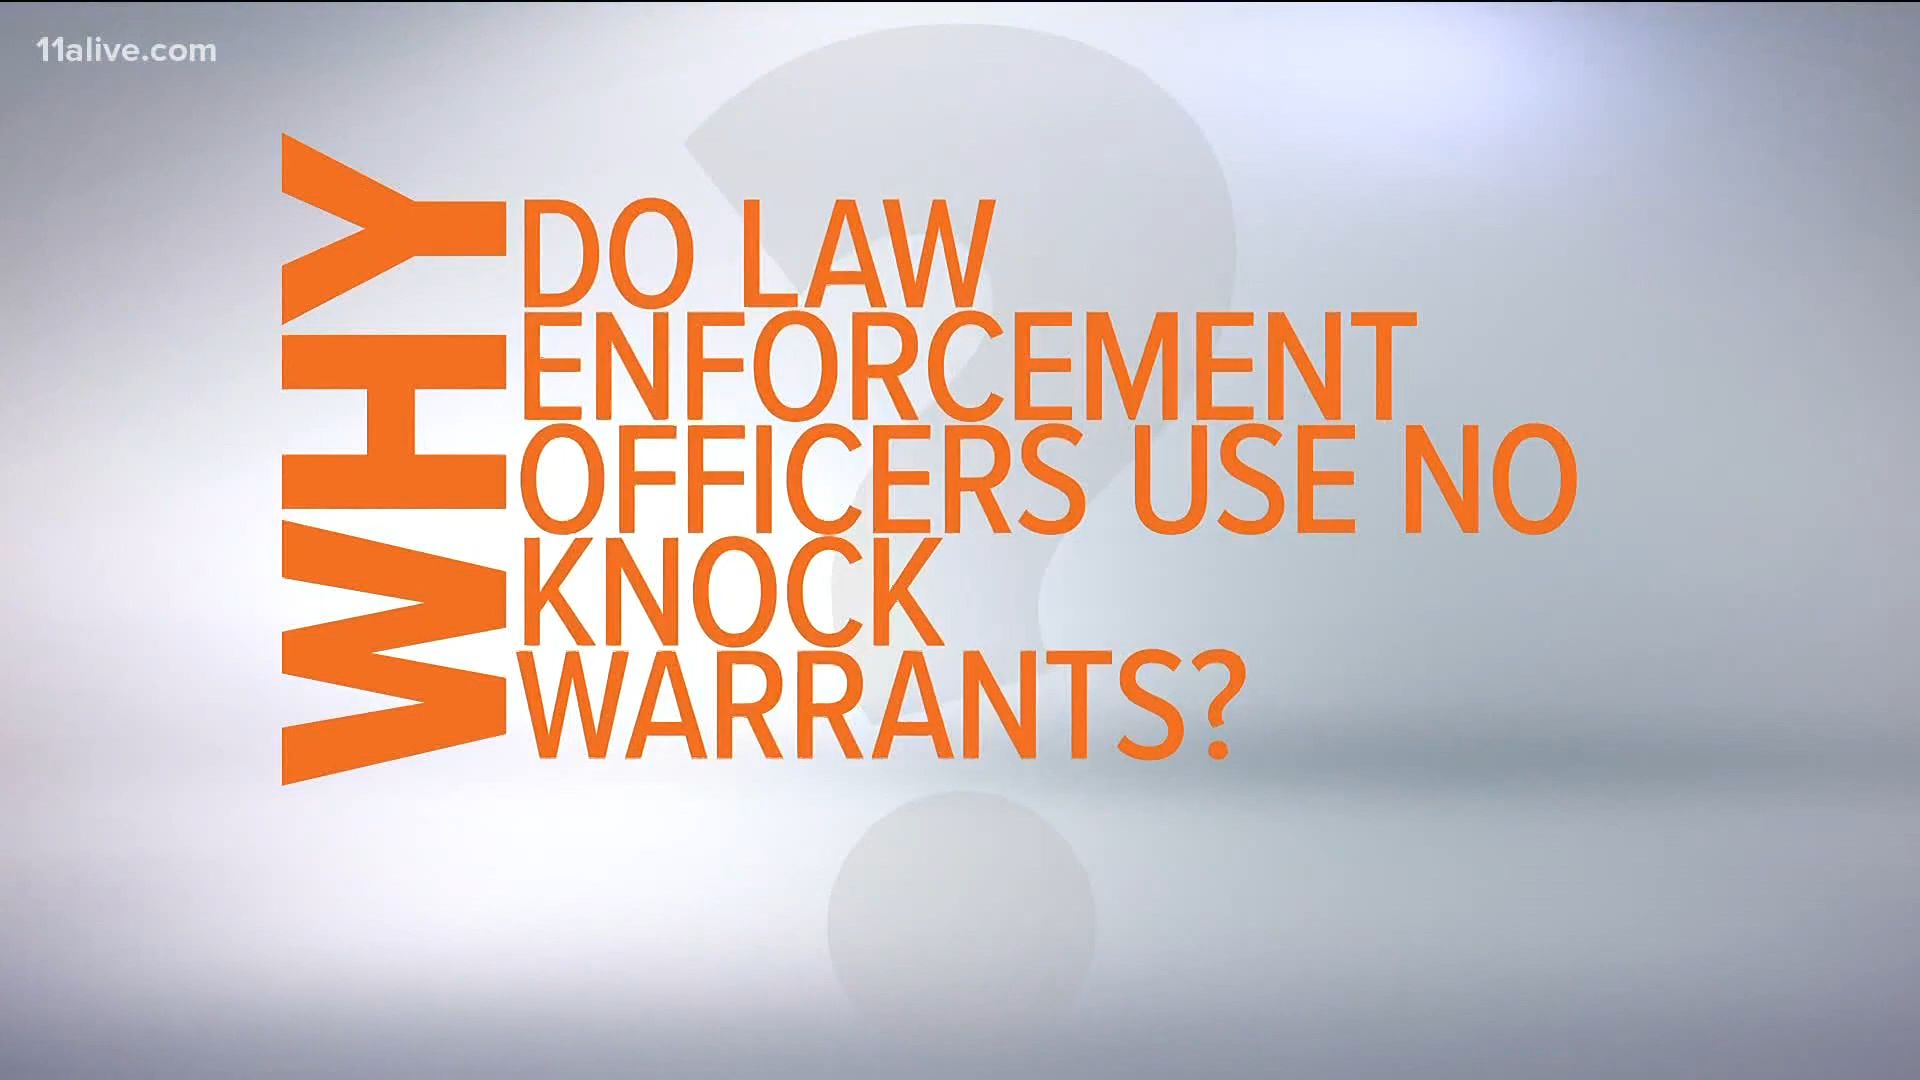 11alive.com
WHY
DO LAW
ENFORCEMENT
OFFICERS USE NO
KNOCK
WARRANTS?